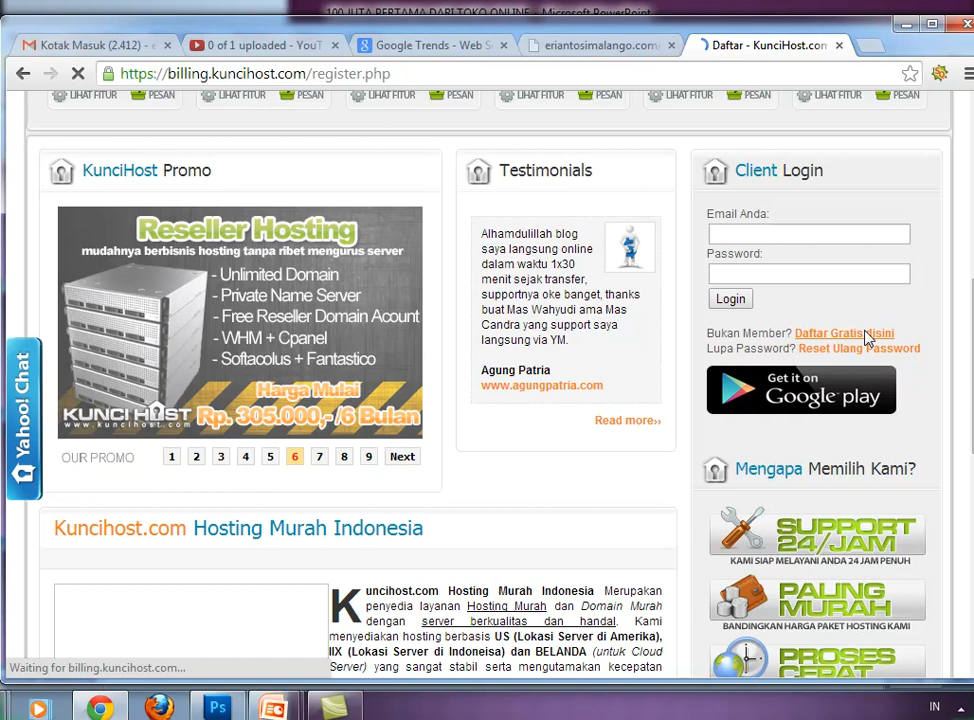 100 JUTA PERTAMA DARI TOKO ONLINE - Microsoft PowerPoint
Kotak Masuk (2.412) - e
0 of 1 uploaded - YouT
Google Trends - Web S
eriantosimalango.com/
Daftar - KunciHost.com
https://billing.kuncihost.com/register.php
LIHAT FITUR PESAN LIHAT FITUR PESAN LIHAT FITUR PESAN LIHAT FITUR PESAN LIHAT FITUR PESAN LIHAT FITUR PESAN
KunciHost Promo
Reseller Hosting
mudahnya berbisnis hosting tanpa ribet mengurus server
- Unlimited Domain
- Private Name Server
- Free Reseller Domain Acount
- WHM + Cpanel
- Softacolus + Fantastico
Harga Mulai
Rp. 305.000,- /6 Bulan
KUNCI HOST
www.kuncihost.com
OUR PROMO 1 2 3 4 5 6 7 8 9 Next
Testimonials
Alhamdulillah blog
saya langsung online
dalam waktu 1x30
menit sejak transfer,
supportnya oke banget, thanks
buat Mas Wahyudi ama Mas
Candra yang support saya
langsung via YM.
Agung Patria
www.agungpatria.com
Read more››
Client Login
Email Anda:
Password:
Login
Bukan Member? Daftar Gratis disini
Lupa Password? Reset Ulang Password
Get it on
Google play
Mengapa Memilih Kami?
SUPPORT
24/JAM
KAMI SIAP MELAYANI ANDA 24 JAM PENUH
PALING
MURAH
BANDINGKAN HARGA PAKET HOSTING KAMI
PROSES
CEPAT
Yahoo! Chat
Kuncihost.com Hosting Murah Indonesia
Kuncihost.com Hosting Murah Indonesia Merupakan
penyedia layanan Hosting Murah dan Domain Murah
dengan server berkualitas dan handal. Kami
menyediakan hosting berbasis US (Lokasi Server di Amerika),
IIX (Lokasi Server di Indoneisa) dan BELANDA (untuk Cloud
Server) yang sangat stabil serta mengutamakan kecepatan
Waiting for billing.kuncihost.com...
Ps
IN